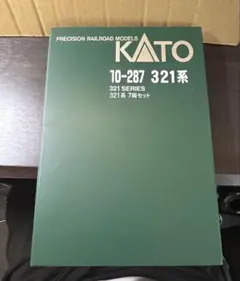 PRECISION RAILROAD MODELS
KATO
10-287 321系
321 SERIES
321系 7両セット